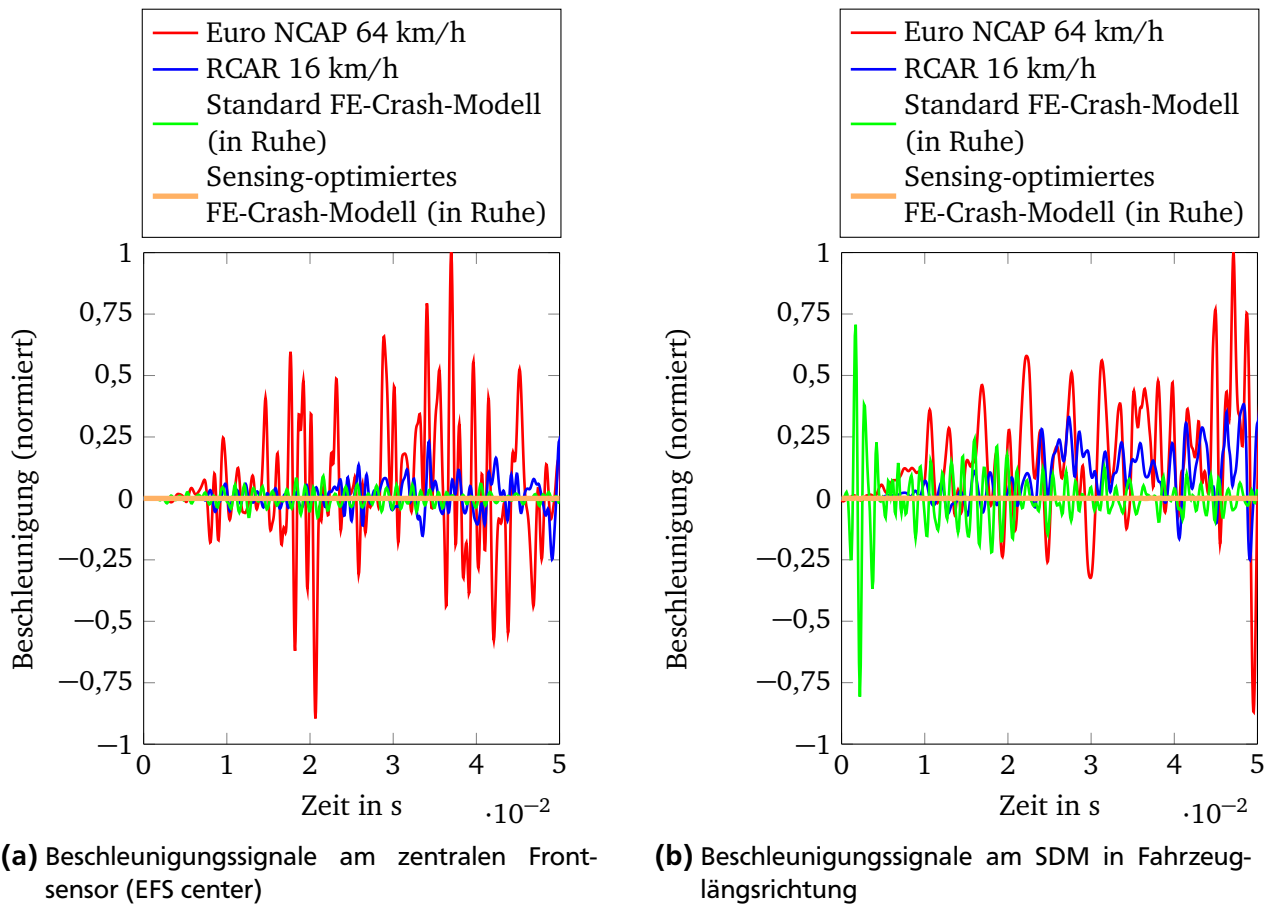 Euro NCAP 64 km/h
RCAR 16 km/h
Standard FE-Crash-Modell
(in Ruhe)
Sensing-optimiertes
FE-Crash-Modell (in Ruhe)
1
0,75
0,5
0,25
0
−0,25
−0,5
−0,75
−1
Beschleunigung (normiert)
0 1 2 3 4 5
Zeit in s
·10−2
(a) Beschleunigungssignale am zentralen Front-
sensor (EFS center)
Euro NCAP 64 km/h
RCAR 16 km/h
Standard FE-Crash-Modell
(in Ruhe)
Sensing-optimiertes
FE-Crash-Modell (in Ruhe)
1
0,75
0,5
0,25
0
−0,25
−0,5
−0,75
−1
Beschleunigung (normiert)
0 1 2 3 4 5
Zeit in s
·10−2
(b) Beschleunigungssignale am SDM in Fahrzeug-
längsrichtung